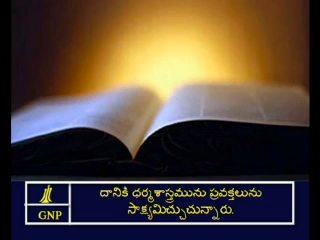 దానికి ధర్మశాస్త్రమును ప్రవక్తలును
సాక్ష్యమిచ్చుచున్నారు.
GNP